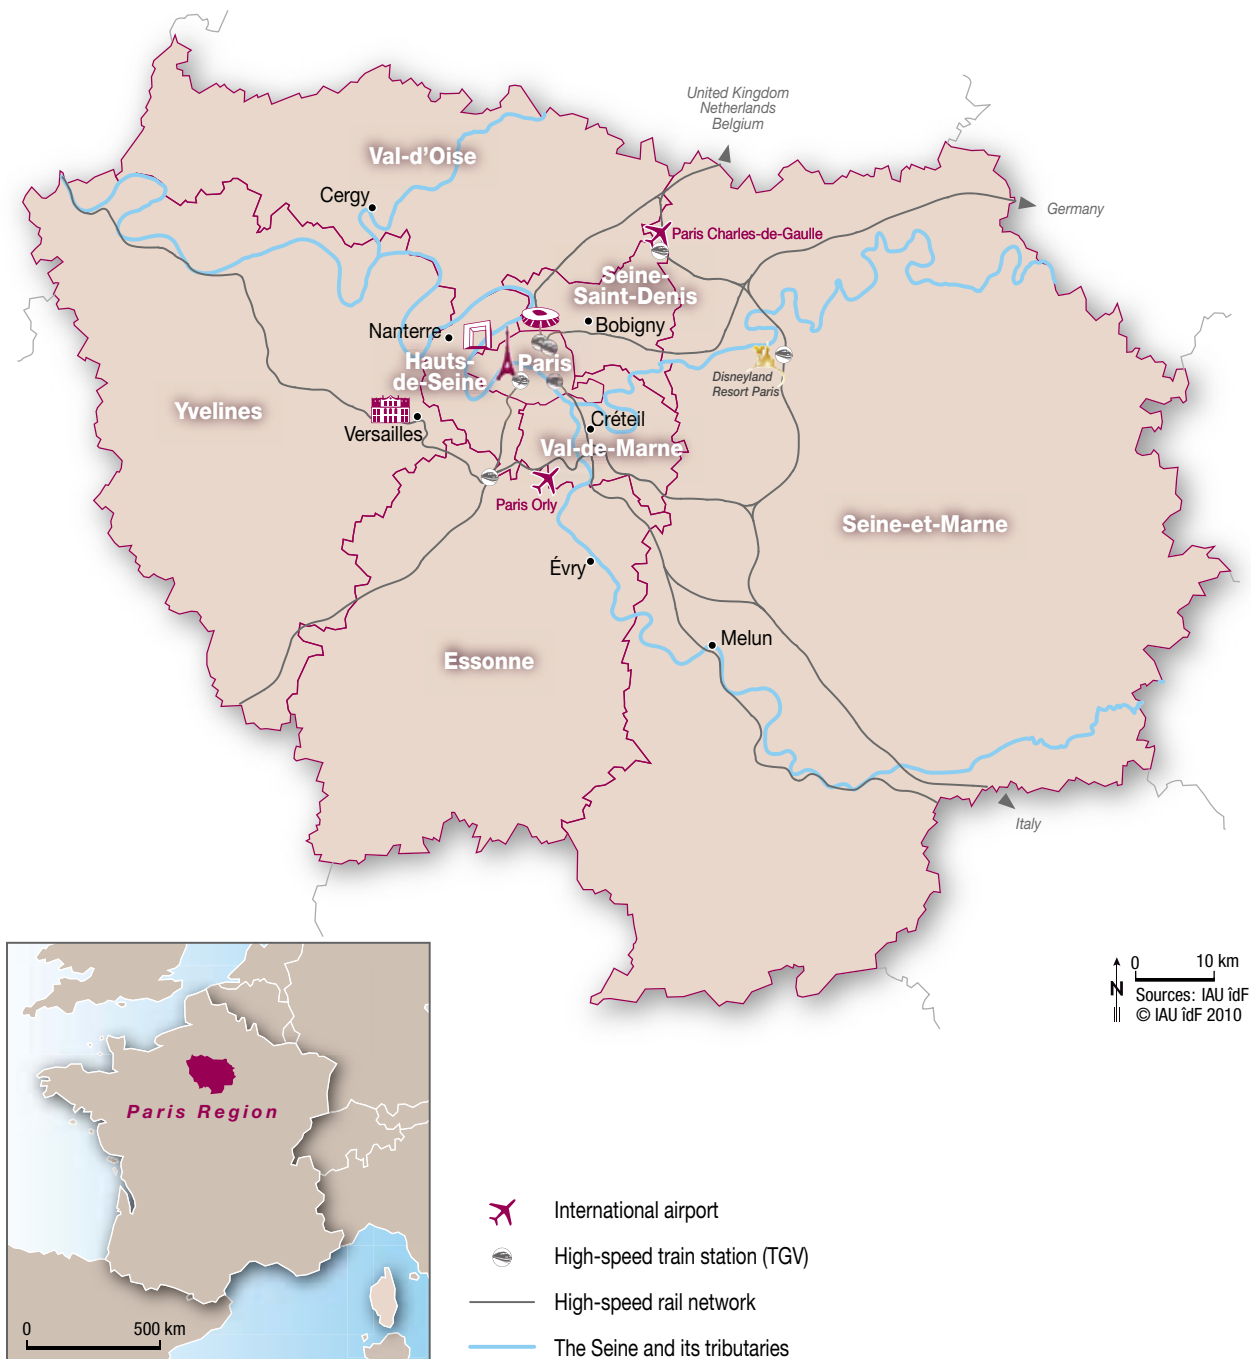 United Kingdom
Netherlands
Belgium
Val-d'Oise
Cergy
Germany
Paris Charles-de-Gaulle
Seine-
Saint-Denis
Nanterre
Bobigny
Hauts-
de-Seine
Paris
Disneyland
Resort Paris
Yvelines
Versailles
Créteil
Val-de-Marne
Paris Orly
Seine-et-Marne
Évry
Melun
Essonne
Italy
0 10 km
N
Sources: IAU îdF
© IAU îdF 2010
Paris Region
0 500 km
International airport
High-speed train station (TGV)
High-speed rail network
The Seine and its tributaries